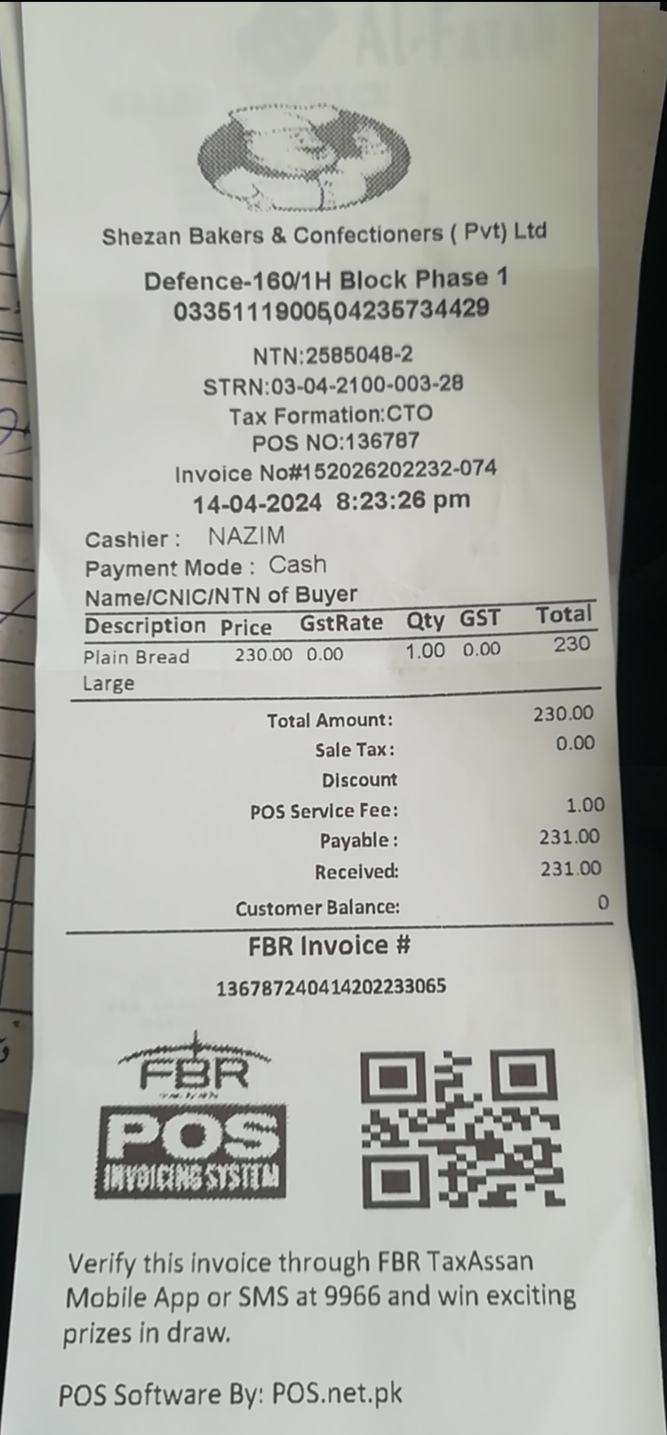 Shezan Bakers & Confectioners ( Pvt) Ltd
Defence-160/1H Block Phase 1
03351119005,04235734429
NTN:2585048-2
STRN:03-04-2100-003-28
Tax Formation:CTO
POS NO:136787
Invoice No#152026202232-074
14-04-2024 8:23:26 pm
Cashier : NAZIM
Payment Mode : Cash
Name/CNIC/NTN of Buyer
Description Price GstRate Qty GST Total
Plain Bread 230.00 0.00 1.00 0.00 230
Large
Total Amount: 230.00
Sale Tax: 0.00
Discount
POS Service Fee: 1.00
Payable : 231.00
Received: 231.00
Customer Balance: 0
FBR Invoice #
136787240414202233065
FBR
POS
INVOICING SYSTEM
Verify this invoice through FBR TaxAssan
Mobile App or SMS at 9966 and win exciting
prizes in draw.
POS Software By: POS.net.pk